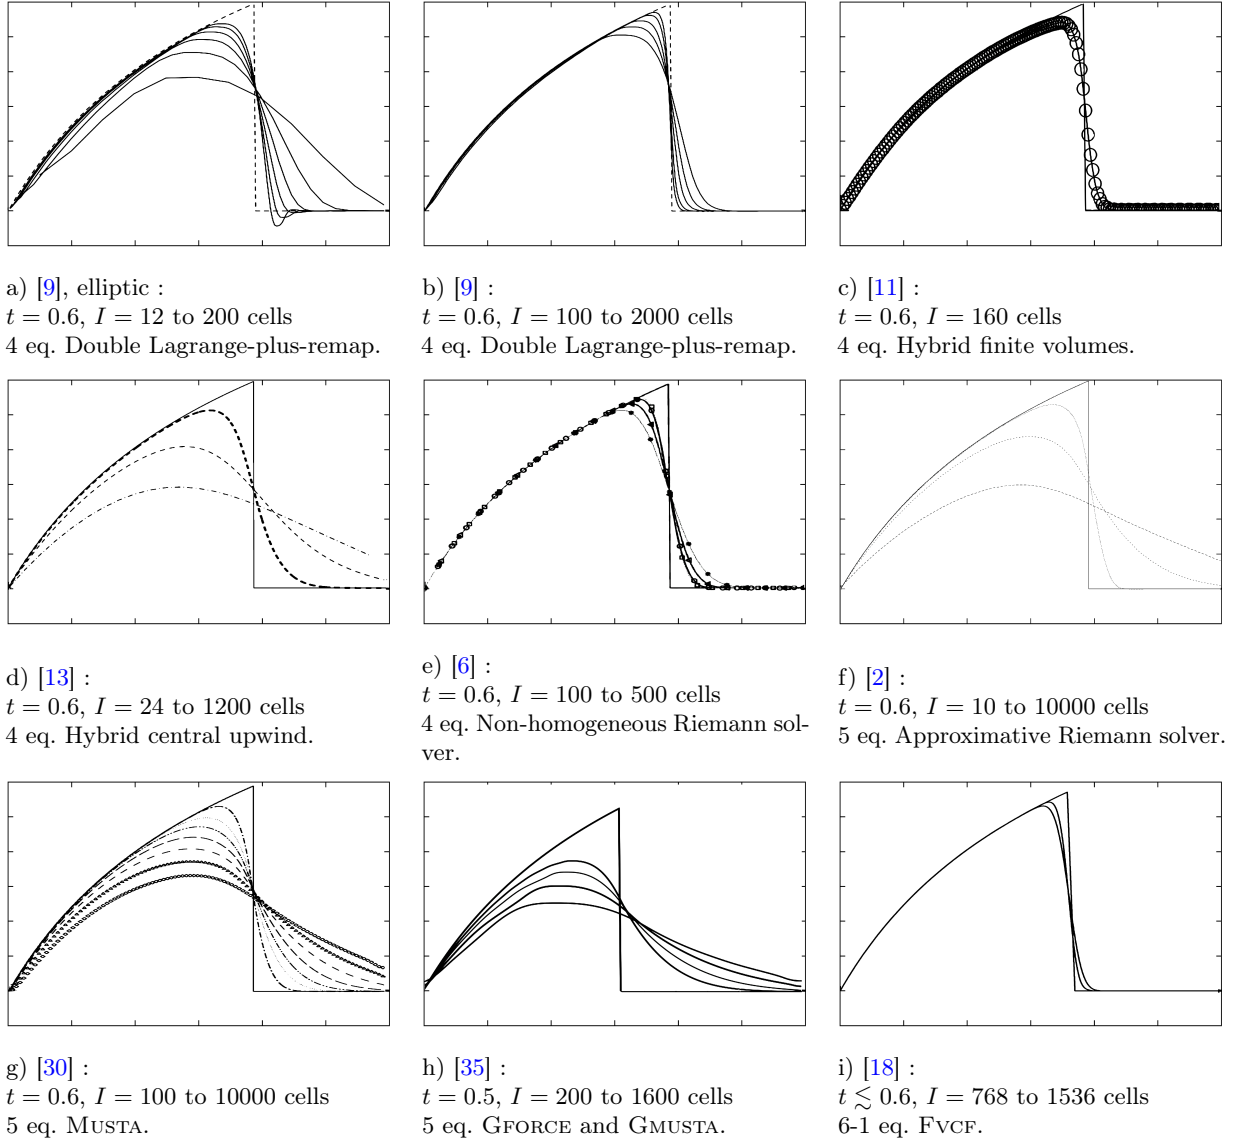 a) [9], elliptic :
t = 0.6, I = 12 to 200 cells
4 eq. Double Lagrange-plus-remap.
b) [9] :
t = 0.6, I = 100 to 2000 cells
4 eq. Double Lagrange-plus-remap.
c) [11] :
t = 0.6, I = 160 cells
4 eq. Hybrid finite volumes.
d) [13] :
t = 0.6, I = 24 to 1200 cells
4 eq. Hybrid central upwind.
e) [6] :
t = 0.6, I = 100 to 500 cells
4 eq. Non-homogeneous Riemann sol-
ver.
f) [2] :
t = 0.6, I = 10 to 10000 cells
5 eq. Approximative Riemann solver.
g) [30] :
t = 0.6, I = 100 to 10000 cells
5 eq. MUSTA.
h) [35] :
t = 0.5, I = 200 to 1600 cells
5 eq. GFORCE and GMUSTA.
i) [18] :
t ≲ 0.6, I = 768 to 1536 cells
6-1 eq. FVCF.